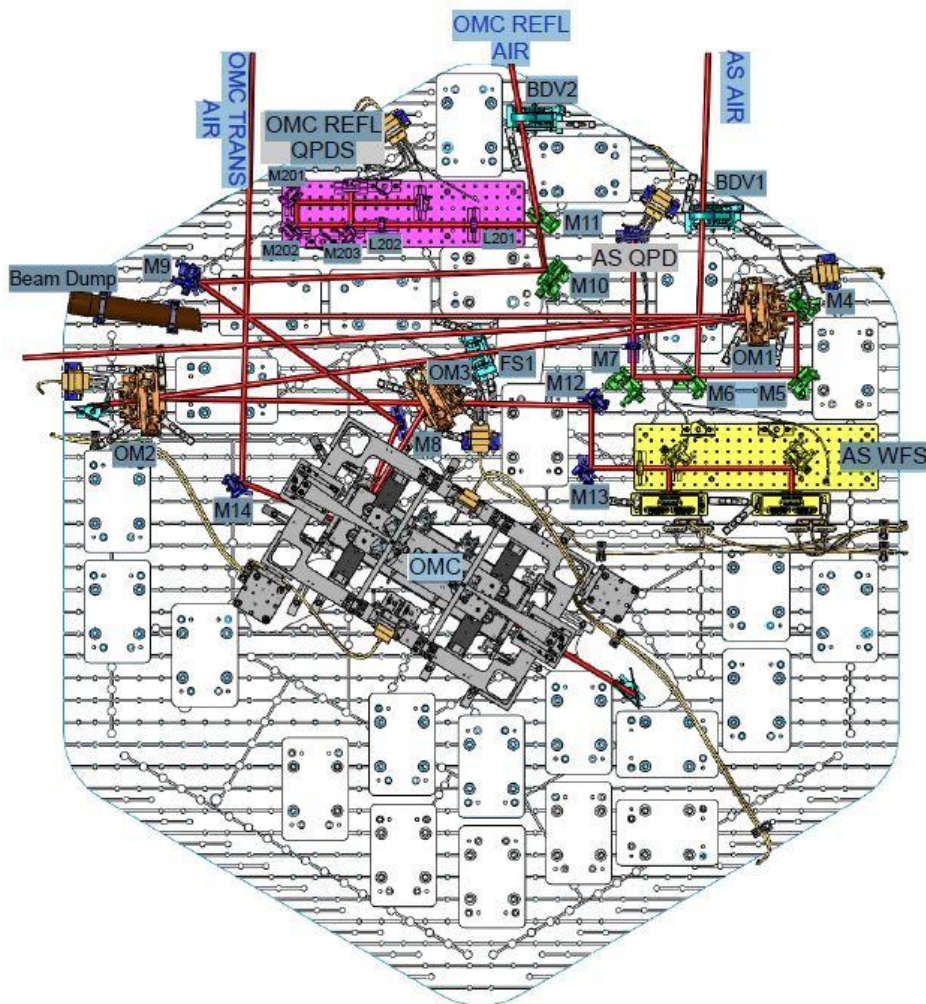 OMC REFL
AIR
OMC TRANS
AIR
AS AIR
BDV2
OMC REFL
QPDS
M201
BDV1
M11
M202
M203
L202
L201
AS QPD
M9
M10
Beam Dump
M4
OM1
FS1
M7
OM3
M12
M6
M5
M8
OM2
AS WFS
M13
M14
OMC